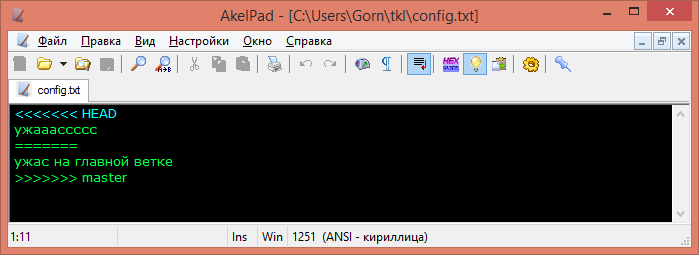 AkelPad - [C:\Users\Gorn\tkl\config.txt]
Файл Правка Вид Настройки Окно Справка
A→B HEX
config.txt
<<<<<<< HEAD
ужааассссс
=======
ужас на главной ветке
>>>>>>> master
1:11 Ins Win 1251 (ANSI - кириллица)